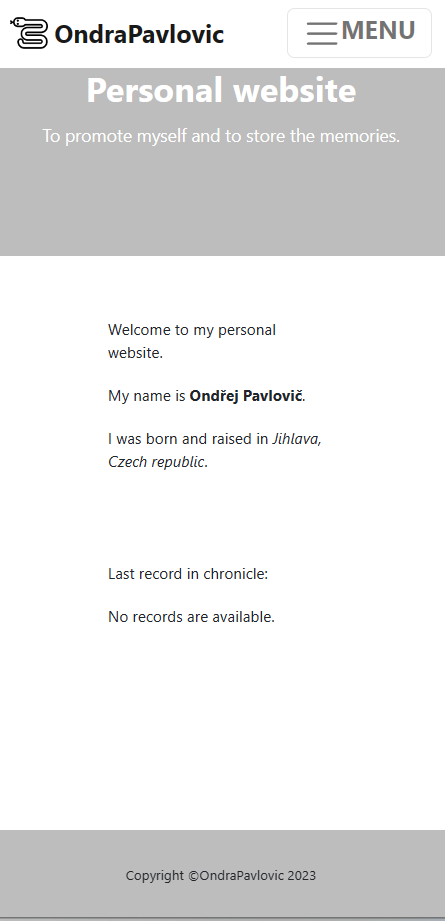 OndraPavlovic
MENU
Personal website
To promote myself and to store the memories.
Welcome to my personal
website.
My name is Ondřej Pavlovič.
I was born and raised in Jihlava,
Czech republic.
Last record in chronicle:
No records are available.
Copyright ©OndraPavlovic 2023